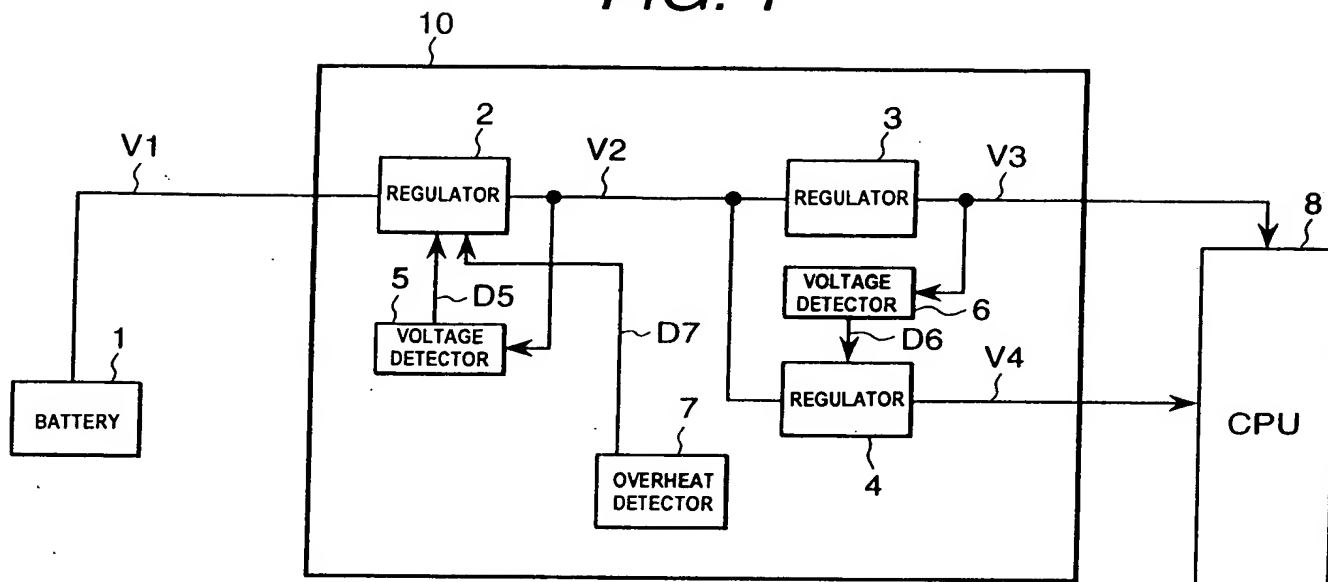 FIG. 1
10
2
3
V1
V2
V3
8
REGULATOR
REGULATOR
5
D5
VOLTAGE
DETECTOR
6
1
VOLTAGE
DETECTOR
D7
D6
V4
BATTERY
7
REGULATOR
CPU
OVERHEAT
DETECTOR
4